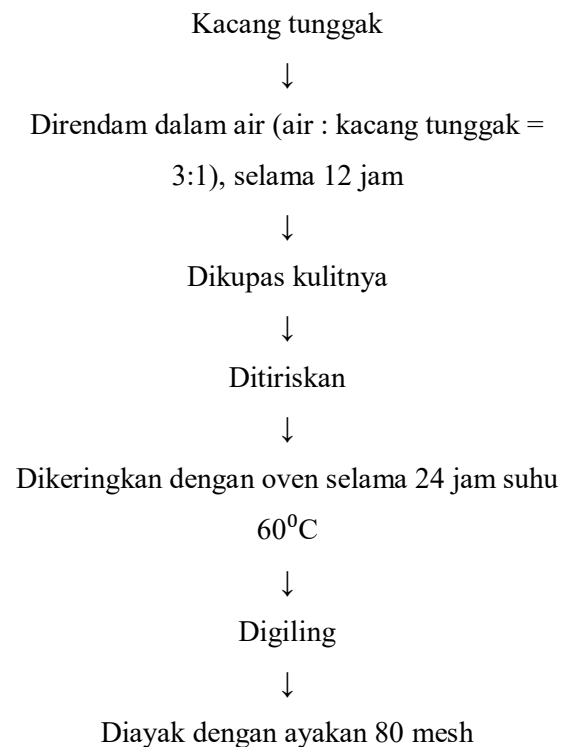 Kacang tunggak
↓
Direndam dalam air (air : kacang tunggak =
3:1), selama 12 jam
↓
Dikupas kulitnya
↓
Ditiriskan
↓
Dikeringkan dengan oven selama 24 jam suhu
60⁰C
↓
Digiling
↓
Diayak dengan ayakan 80 mesh